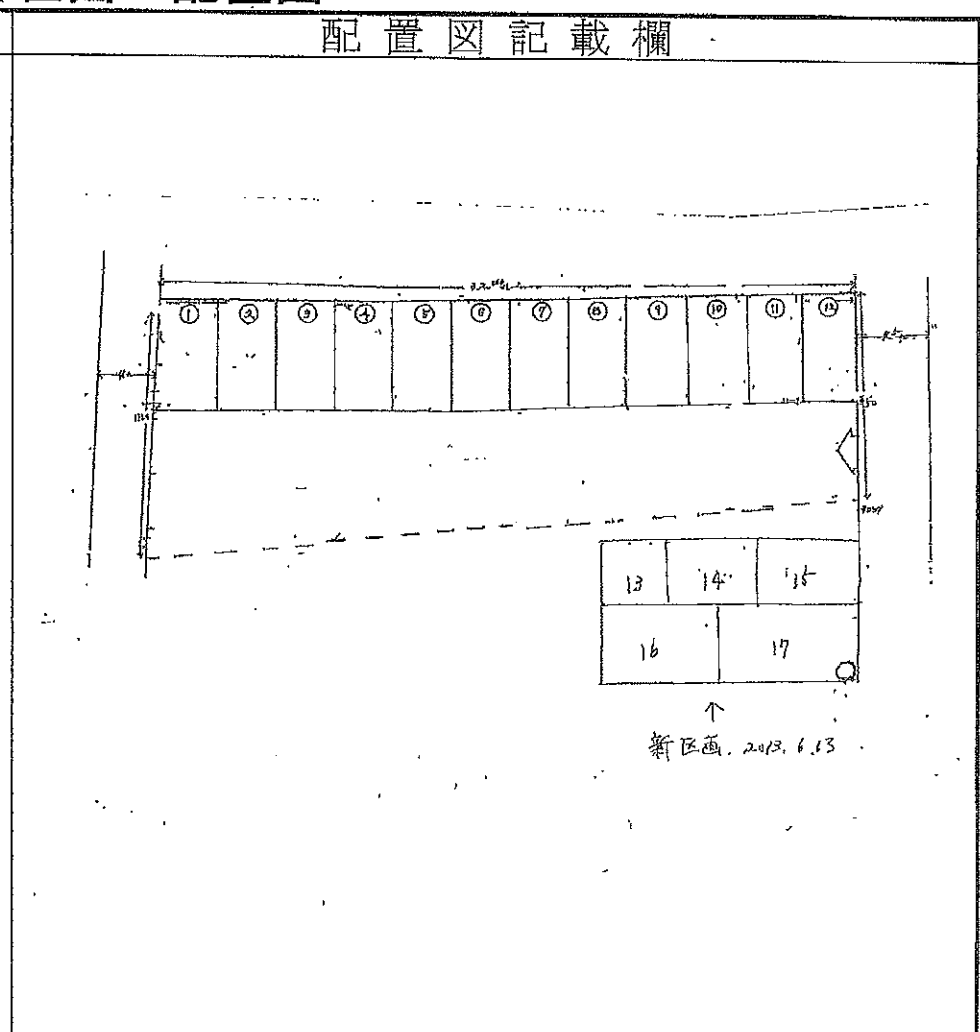 配置図記載欄
① ② ③ ④ ⑤ ⑥ ⑦ ⑧ ⑨ ⑩ ⑪ ⑫
13 14 15
16 17
↑
新区画. 2013.6.13